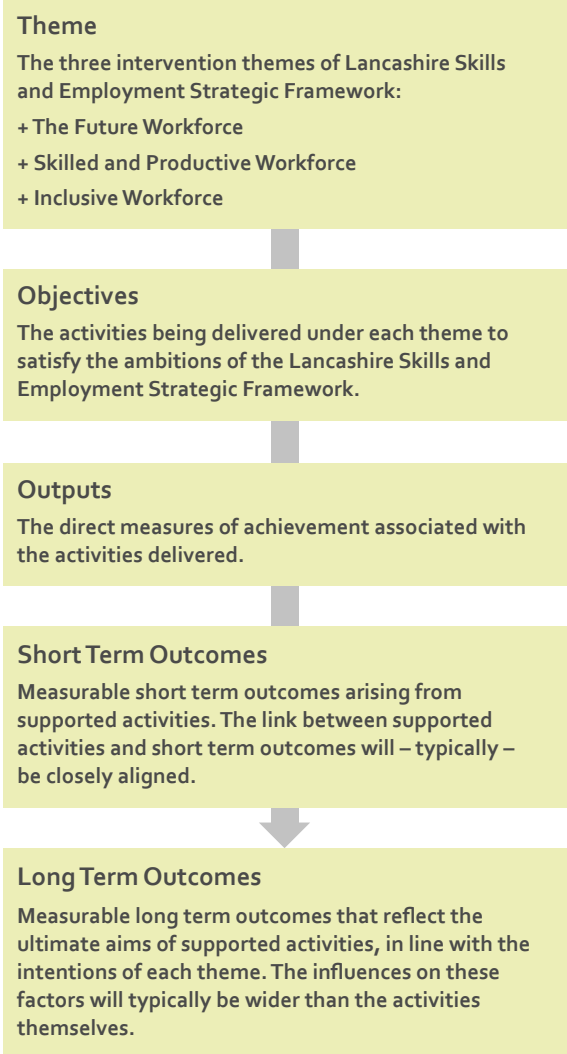 Theme
The three intervention themes of Lancashire Skills
and Employment Strategic Framework:
+ The Future Workforce
+ Skilled and Productive Workforce
+ Inclusive Workforce
Objectives
The activities being delivered under each theme to
satisfy the ambitions of the Lancashire Skills and
Employment Strategic Framework.
Outputs
The direct measures of achievement associated with
the activities delivered.
Short Term Outcomes
Measurable short term outcomes arising from
supported activities. The link between supported
activities and short term outcomes will – typically –
be closely aligned.
Long Term Outcomes
Measurable long term outcomes that reflect the
ultimate aims of supported activities, in line with the
intentions of each theme. The influences on these
factors will typically be wider than the activities
themselves.